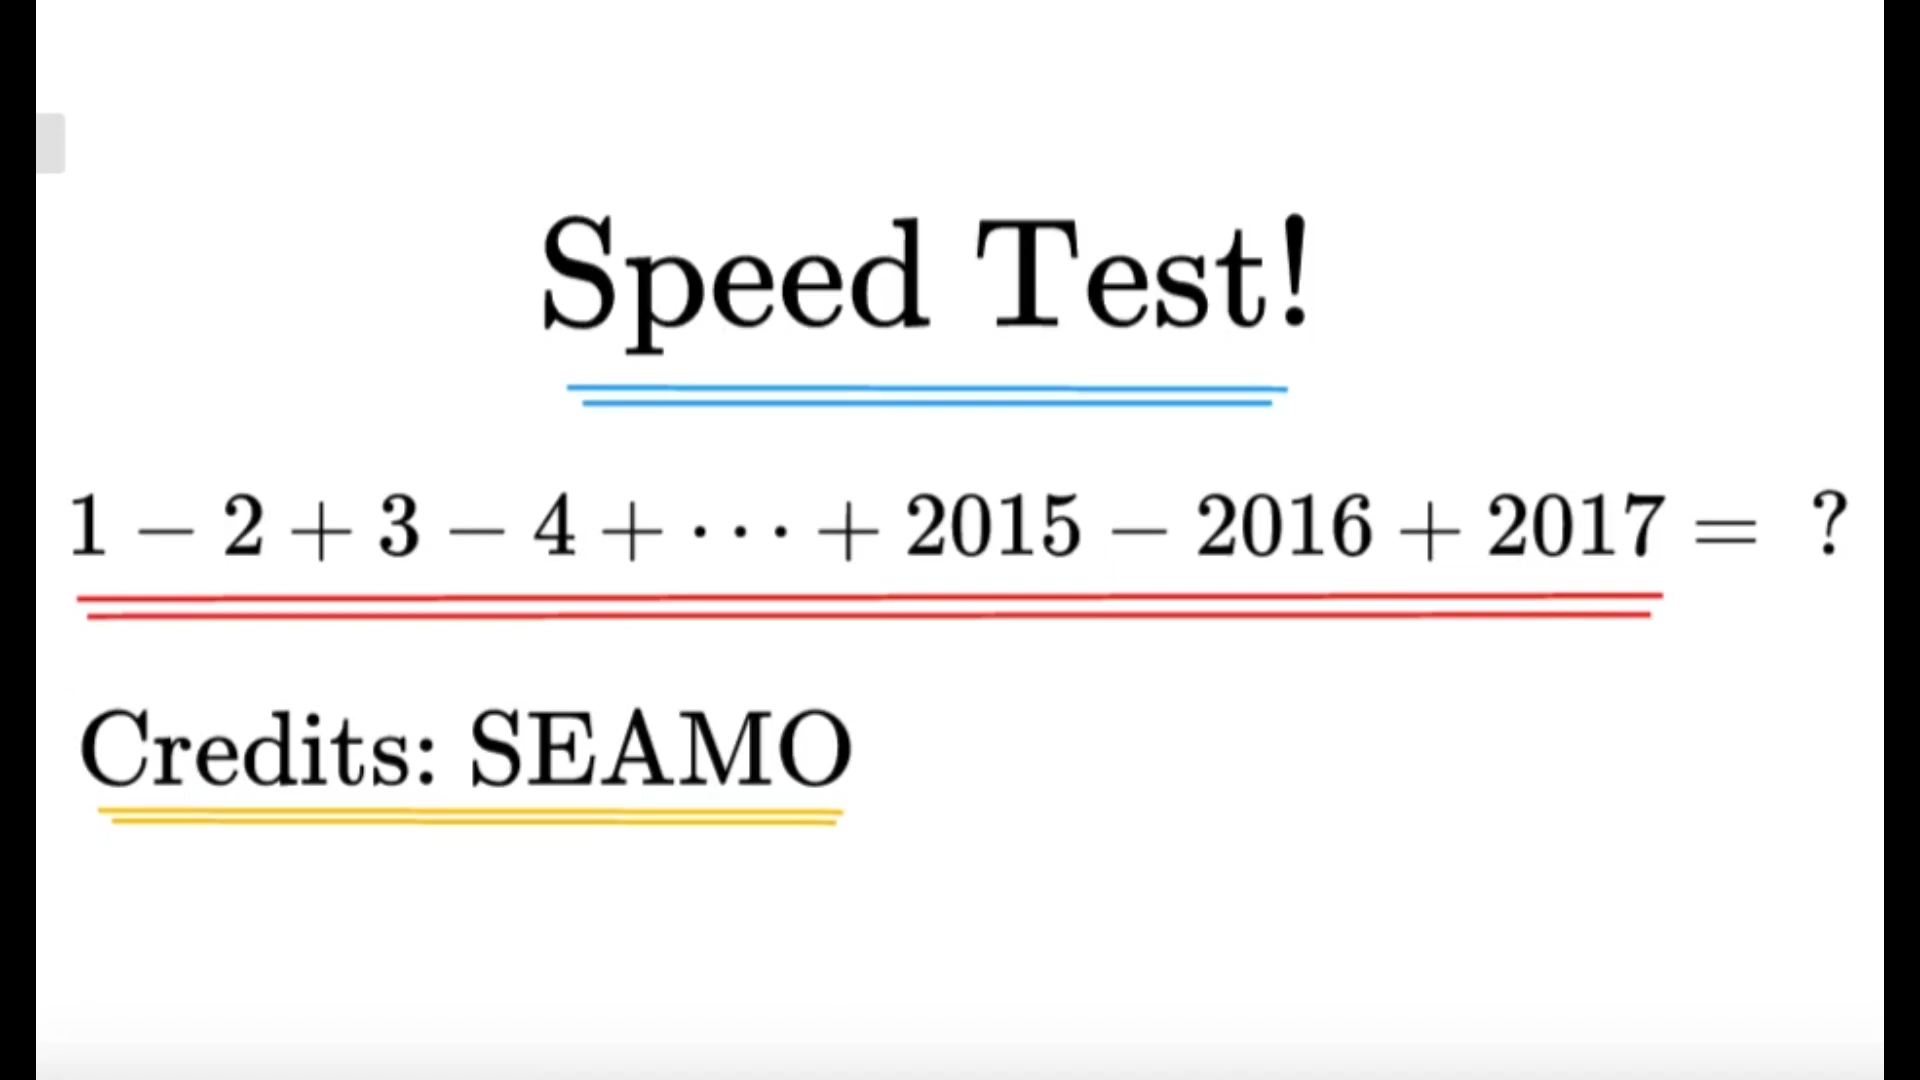 Speed Test!
1 − 2 + 3 − 4 + · · · + 2015 − 2016 + 2017 = ?
Credits: SEAMO